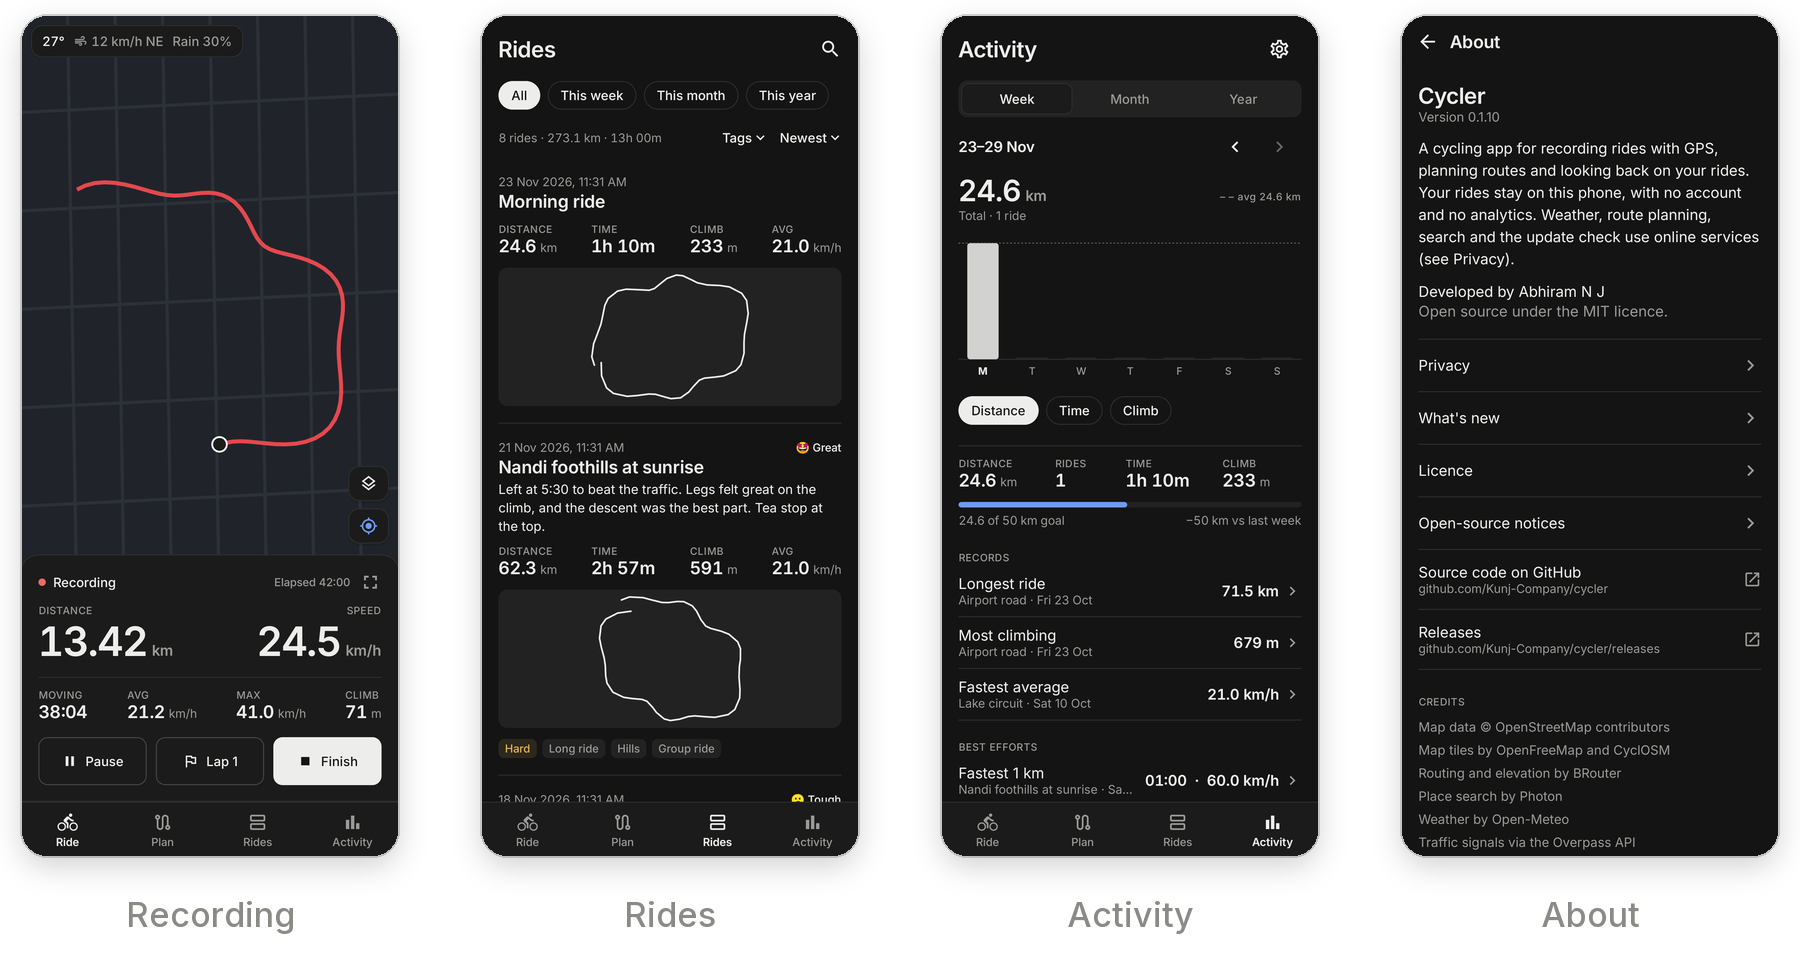 27° 12 km/h NE Rain 30%
Recording Elapsed 42:00
DISTANCE SPEED
13.42 km 24.5 km/h
MOVING AVG MAX CLIMB
38:04 21.2 km/h 41.0 km/h 71 m
Pause Lap 1 Finish
Ride Plan Rides Activity
Recording
Rides
All This week This month This year
8 rides · 273.1 km · 13h 00m Tags Newest
23 Nov 2026, 11:31 AM
Morning ride
DISTANCE TIME CLIMB AVG
24.6 km 1h 10m 233 m 21.0 km/h
21 Nov 2026, 11:31 AM 🤩 Great
Nandi foothills at sunrise
Left at 5:30 to beat the traffic. Legs felt great on the
climb, and the descent was the best part. Tea stop at
the top.
DISTANCE TIME CLIMB AVG
62.3 km 2h 57m 591 m 21.0 km/h
Hard Long ride Hills Group ride
18 Nov 2026, 11:31 AM Tough
Ride Plan Rides Activity
Rides
Activity
Week Month Year
23–29 Nov
24.6 km – – avg 24.6 km
Total · 1 ride
M T W T F S S
Distance Time Climb
DISTANCE RIDES TIME CLIMB
24.6 km 1 1h 10m 233 m
24.6 of 50 km goal −50 km vs last week
RECORDS
Longest ride
Airport road · Fri 23 Oct
71.5 km
Most climbing
Airport road · Fri 23 Oct
679 m
Fastest average
Lake circuit · Sat 10 Oct
21.0 km/h
BEST EFFORTS
Fastest 1 km
Nandi foothills at sunrise · Sa...
01:00 · 60.0 km/h
Ride Plan Rides Activity
Activity
About
Cycler
Version 0.1.10
A cycling app for recording rides with GPS,
planning routes and looking back on your rides.
Your rides stay on this phone, with no account
and no analytics. Weather, route planning,
search and the update check use online services
(see Privacy).
Developed by Abhiram N J
Open source under the MIT licence.
Privacy
What's new
Licence
Open-source notices
Source code on GitHub
github.com/Kunj-Company/cycler
Releases
github.com/Kunj-Company/cycler/releases
CREDITS
Map data © OpenStreetMap contributors
Map tiles by OpenFreeMap and CyclOSM
Routing and elevation by BRouter
Place search by Photon
Weather by Open-Meteo
Traffic signals via the Overpass API
About